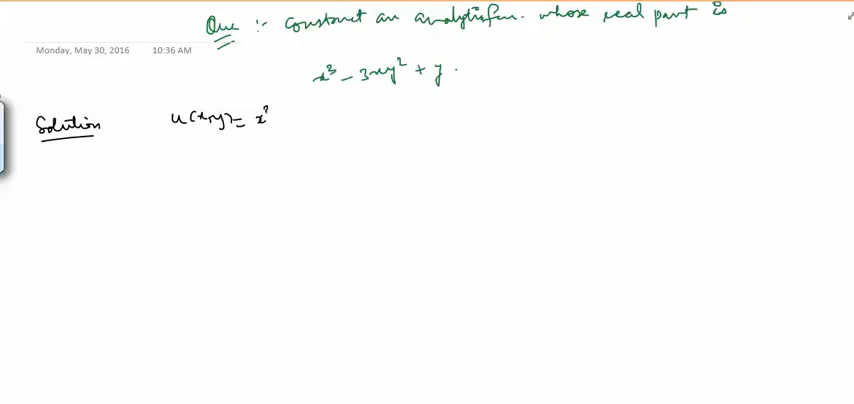 Que :- Construct an analytic fcn. whose real part is
Monday, May 30, 2016 10:36 AM
x³ - 3xy² + y .
Solution u(x,y) = x³